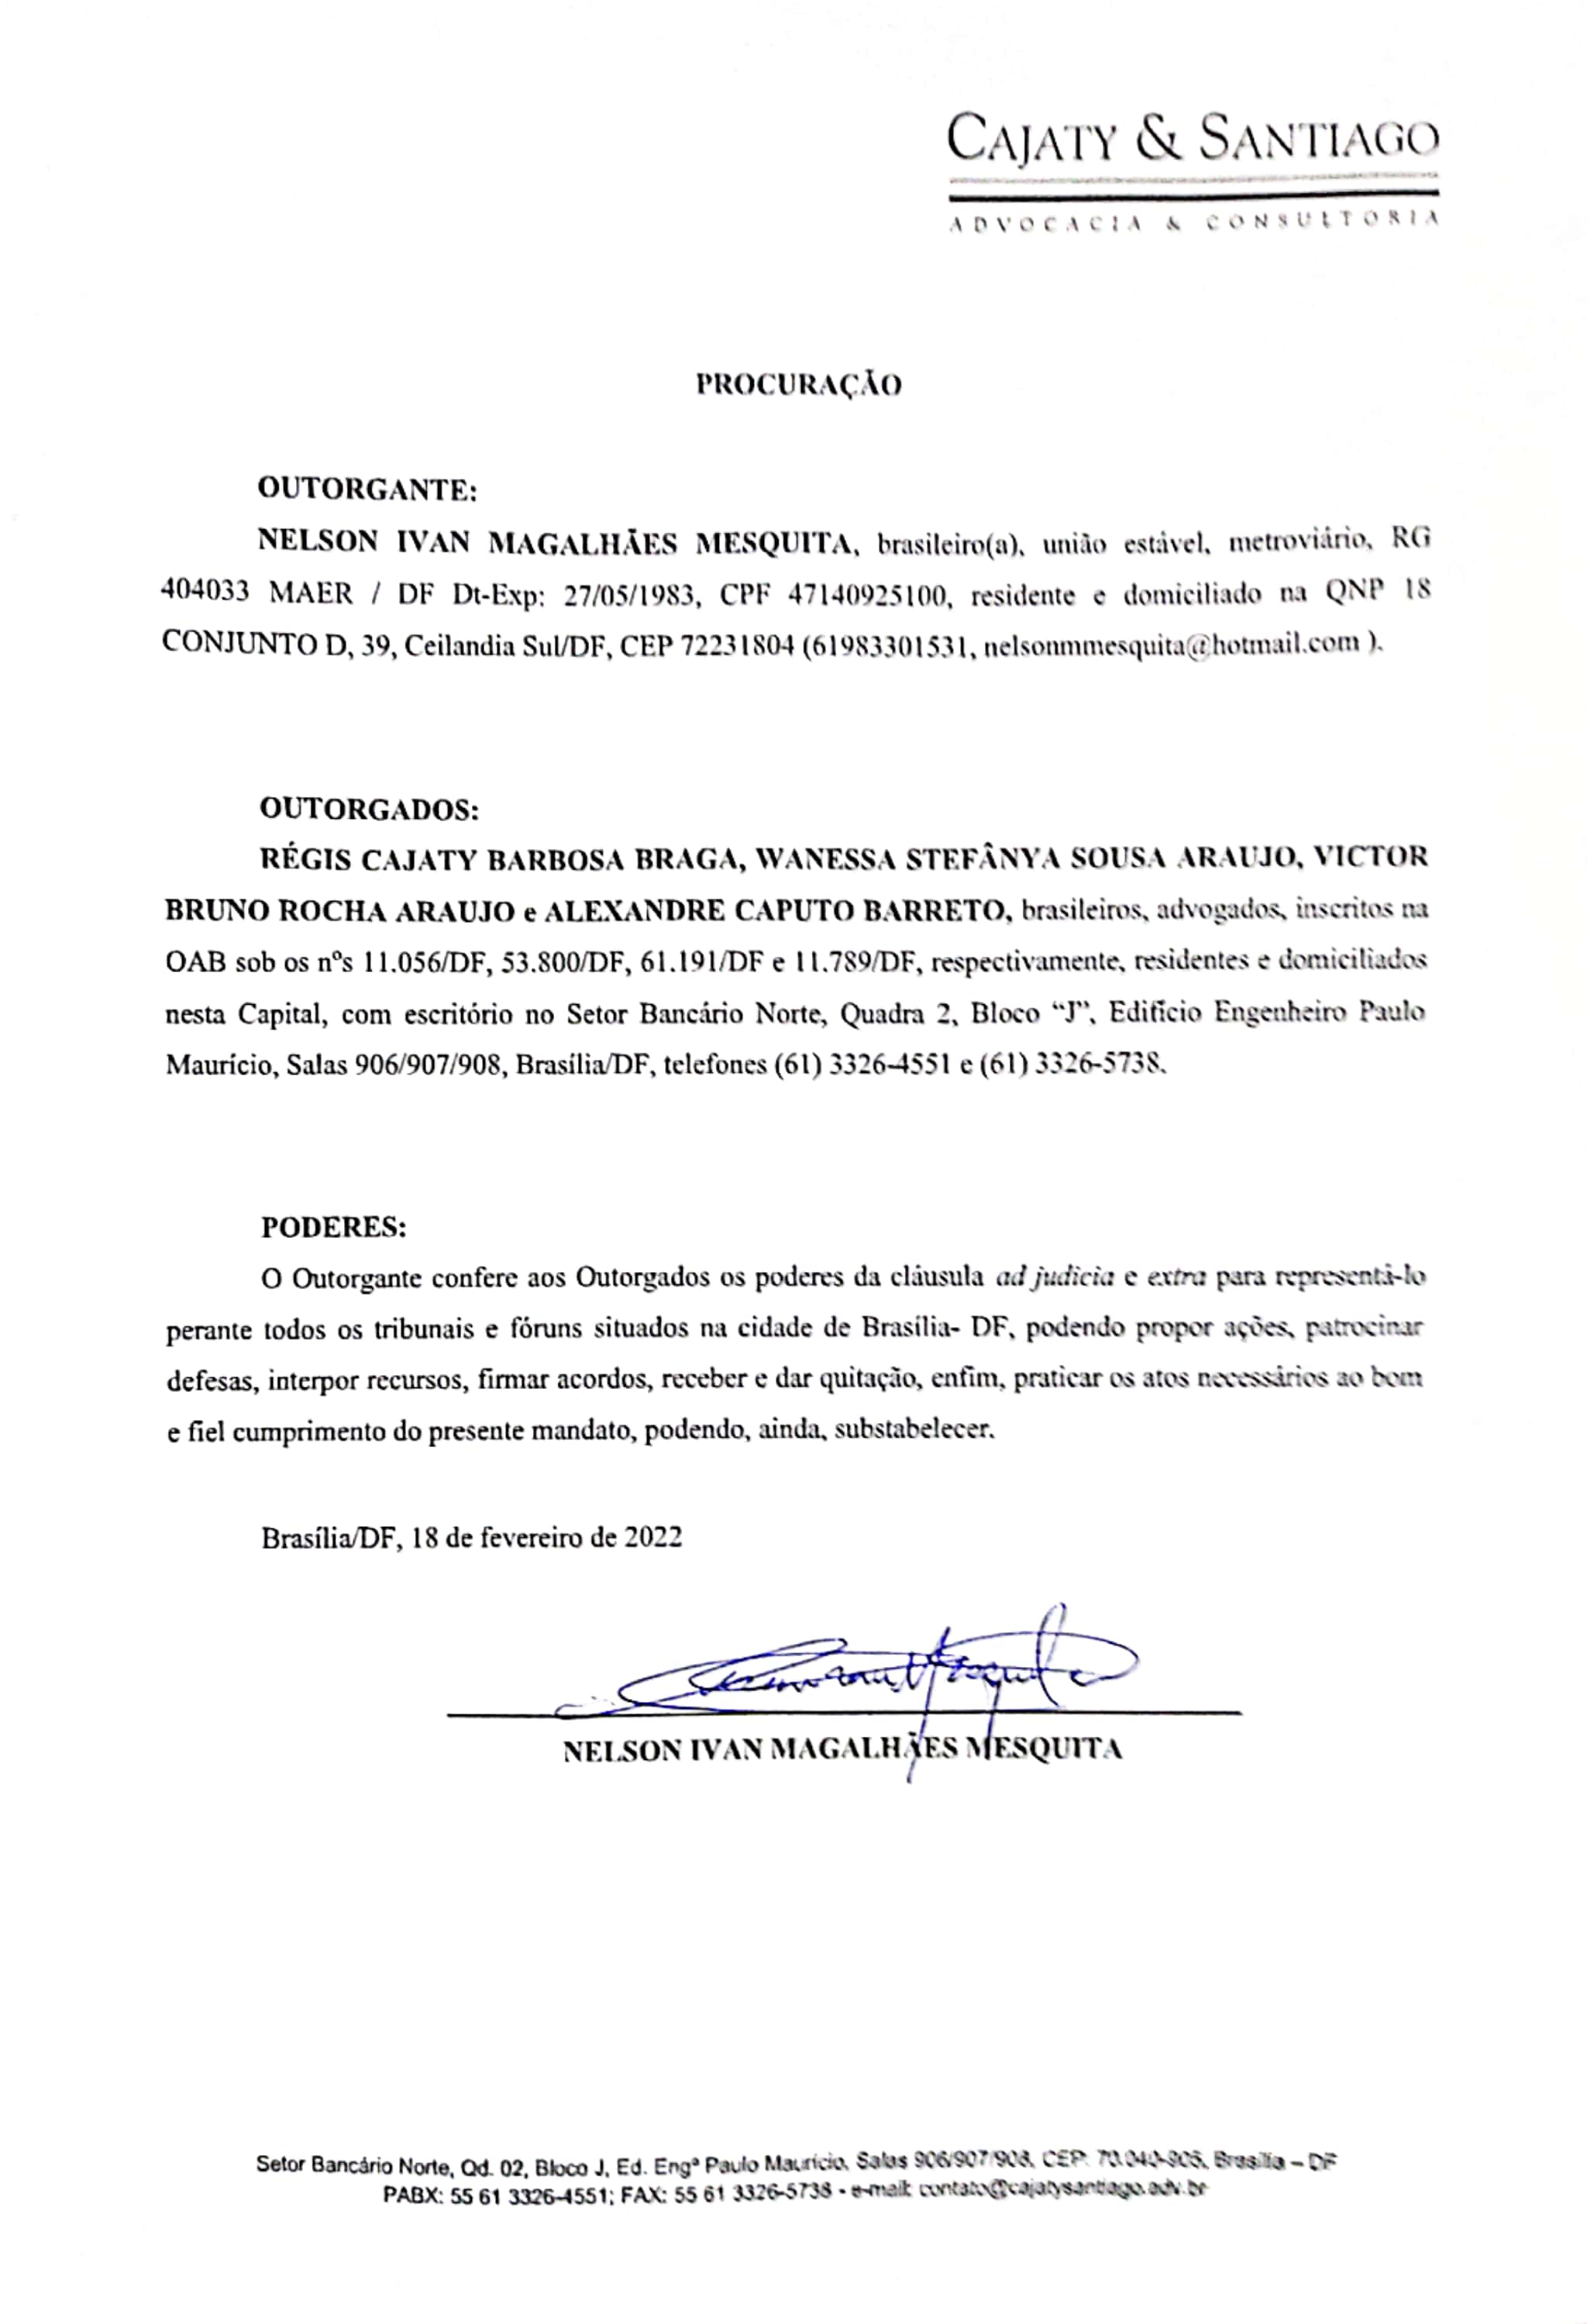 CAJATY & SANTIAGO
ADVOCACIA & CONSULTORIA
PROCURAÇÃO
OUTORGANTE:
NELSON IVAN MAGALHÃES MESQUITA, brasileiro(a), união estável, metroviário, RG
404033 MAER / DF Dt-Exp: 27/05/1983, CPF 47140925100, residente e domiciliado na QNP 18
CONJUNTO D, 39, Ceilandia Sul/DF, CEP 72231804 (61983301531, nelsonmmesquita@hotmail.com ).
OUTORGADOS:
RÉGIS CAJATY BARBOSA BRAGA, WANESSA STEFÂNYA SOUSA ARAUJO, VICTOR
BRUNO ROCHA ARAUJO e ALEXANDRE CAPUTO BARRETO, brasileiros, advogados, inscritos na
OAB sob os nºs 11.056/DF, 53.800/DF, 61.191/DF e 11.789/DF, respectivamente, residentes e domiciliados
nesta Capital, com escritório no Setor Bancário Norte, Quadra 2, Bloco “J”, Edifício Engenheiro Paulo
Maurício, Salas 906/907/908, Brasília/DF, telefones (61) 3326-4551 e (61) 3326-5738.
PODERES:
O Outorgante confere aos Outorgados os poderes da cláusula ad judicia e extra para representá-lo
perante todos os tribunais e fóruns situados na cidade de Brasília- DF, podendo propor ações, patrocinar
defesas, interpor recursos, firmar acordos, receber e dar quitação, enfim, praticar os atos necessários ao bom
e fiel cumprimento do presente mandato, podendo, ainda, substabelecer.
Brasília/DF, 18 de fevereiro de 2022
NELSON IVAN MAGALHÃES MESQUITA
Setor Bancário Norte, Qd. 02, Bloco J, Ed. Engª Paulo Maurício, Salas 906/907/908, CEP: 70.040-905, Brasília – DF
PABX: 55 61 3326-4551; FAX: 55 61 3326-5738 - e-mail: contato@cajatysantiago.adv.br